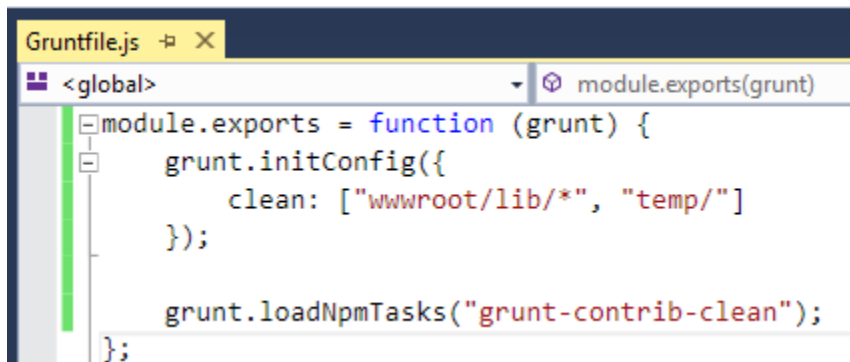 Gruntfile.js
<global> module.exports(grunt)
module.exports = function (grunt) {
    grunt.initConfig({
        clean: ["wwwroot/lib/*", "temp/"]
    });

    grunt.loadNpmTasks("grunt-contrib-clean");
};